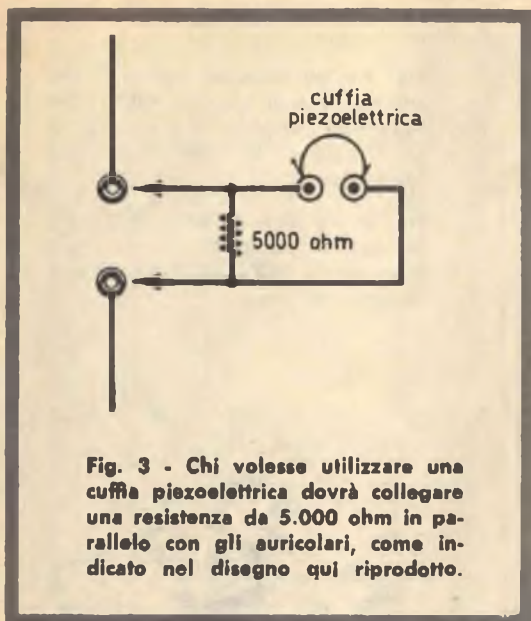 cuffia
piezoelettrica
5000 ohm
Fig. 3 - Chi volesse utilizzare una
cuffia piezoelettrica dovrà collegare
una resistenza da 5.000 ohm in pa-
rallelo con gli auricolari, come in-
dicato nel disegno qui riprodotto.